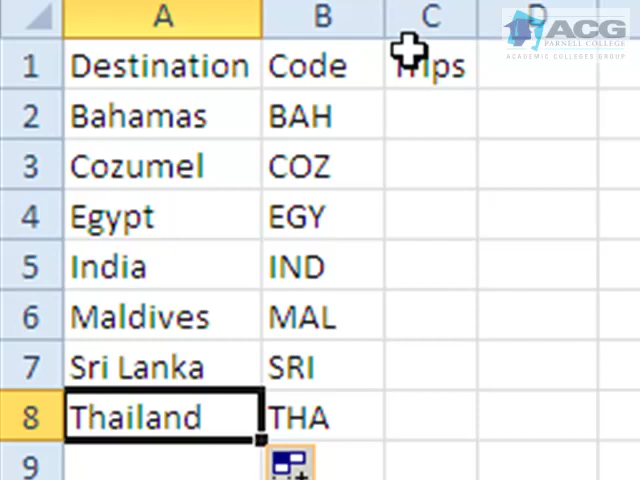 A B C D
ACG
PARNELL COLLEGE
ACADEMIC COLLEGES GROUP
1 Destination Code Trips
2 Bahamas BAH
3 Cozumel COZ
4 Egypt EGY
5 India IND
6 Maldives MAL
7 Sri Lanka SRI
8 Thailand THA
9